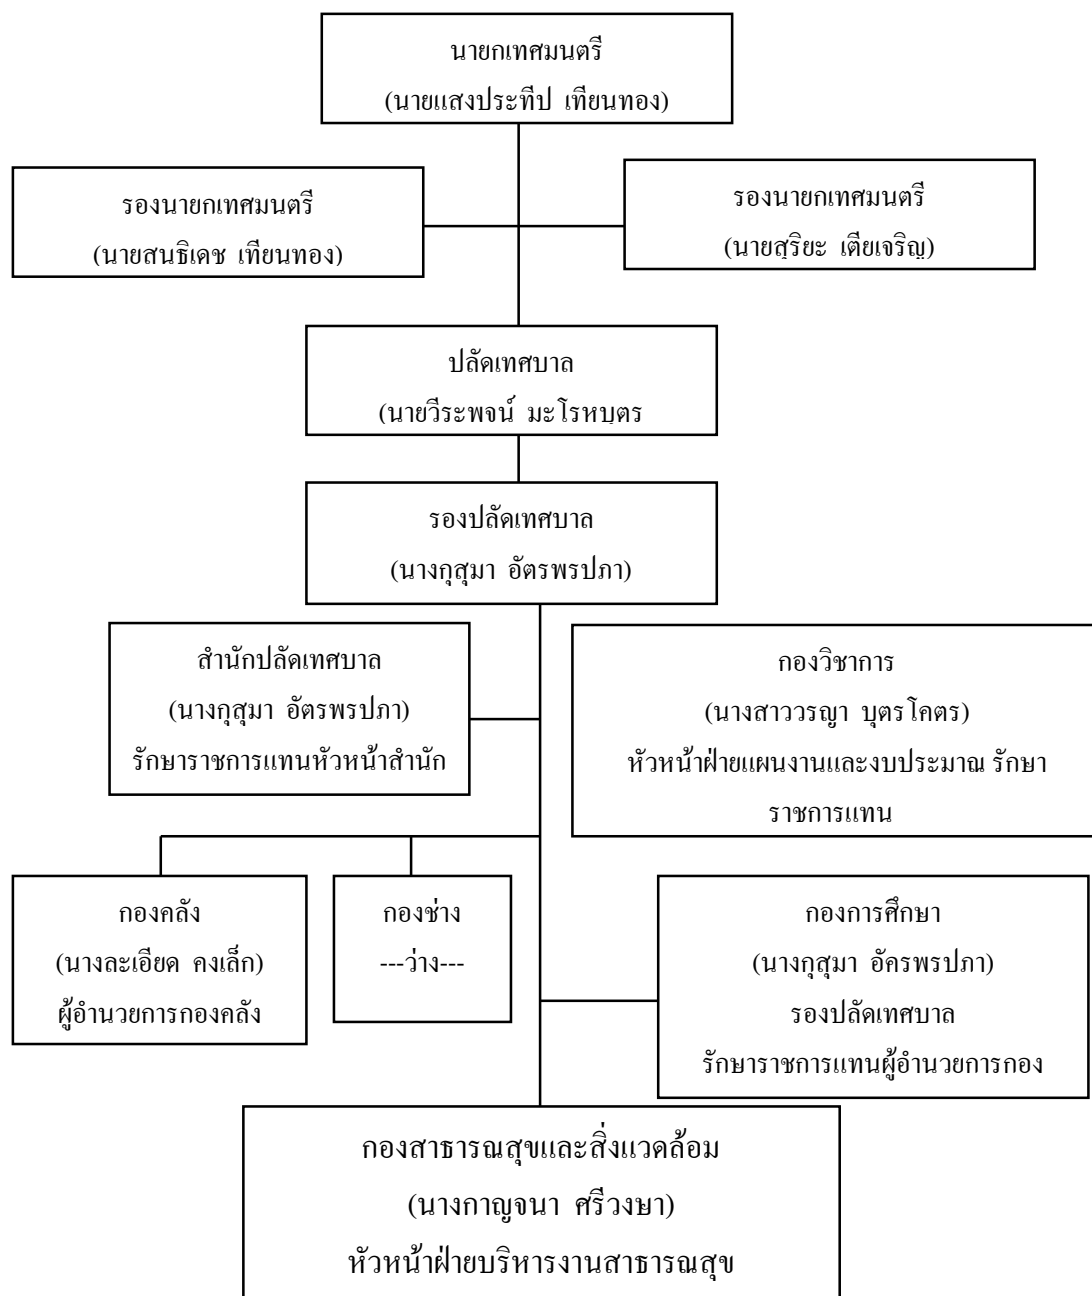 นายกเทศมนตรี
(นายแสงประทีป  เทียนทอง)
รองนายกเทศมนตรี
(นายสนธิเดช  เทียนทอง)
รองนายกเทศมนตรี
(นายสุริยะ  เตียเจริญ)
ปลัดเทศบาล
(นายวีระพจน์  มะโรหบุตร
รองปลัดเทศบาล
(นางกุสุมา  อัตรพรปภา)
สำนักปลัดเทศบาล
(นางกุสุมา  อัตรพรปภา)
รักษาราชการแทนหัวหน้าสำนัก
กองวิชาการ
(นางสาววรญา  บุตรโคตร)
หัวหน้าฝ่ายแผนงานและงบประมาณ รักษา
ราชการแทน
กองคลัง
(นางละเอียด  คงเล็ก)
ผู้อำนวยการกองคลัง
กองช่าง
---ว่าง---
กองการศึกษา
(นางกุสุมา  อัครพรปภา)
รองปลัดเทศบาล
รักษาราชการแทนผู้อำนวยการกอง
กองสาธารณสุขและสิ่งแวดล้อม
(นางกาญจนา  ศรีวงษา)
หัวหน้าฝ่ายบริหารงานสาธารณสุข